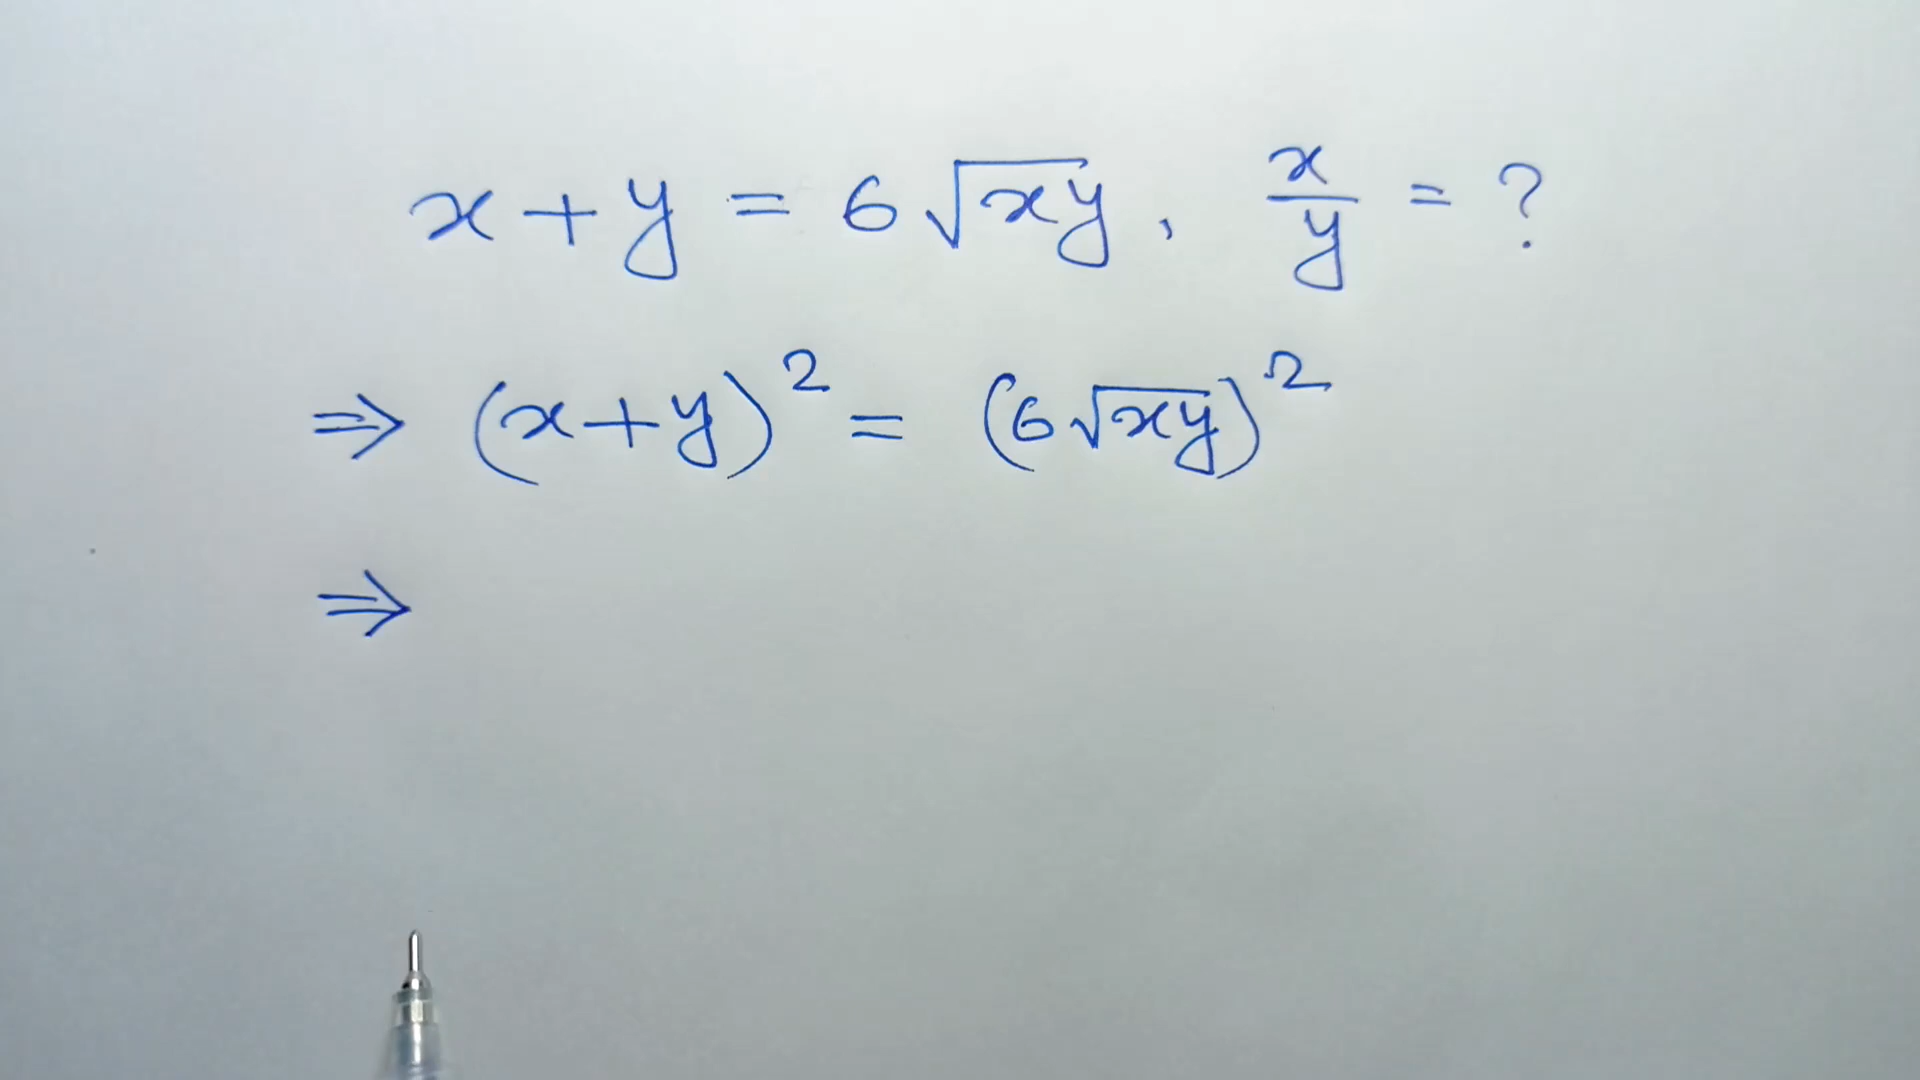 x + y = 6√xy, x/y = ?
⇒ (x+y)² = (6√xy)²
⇒